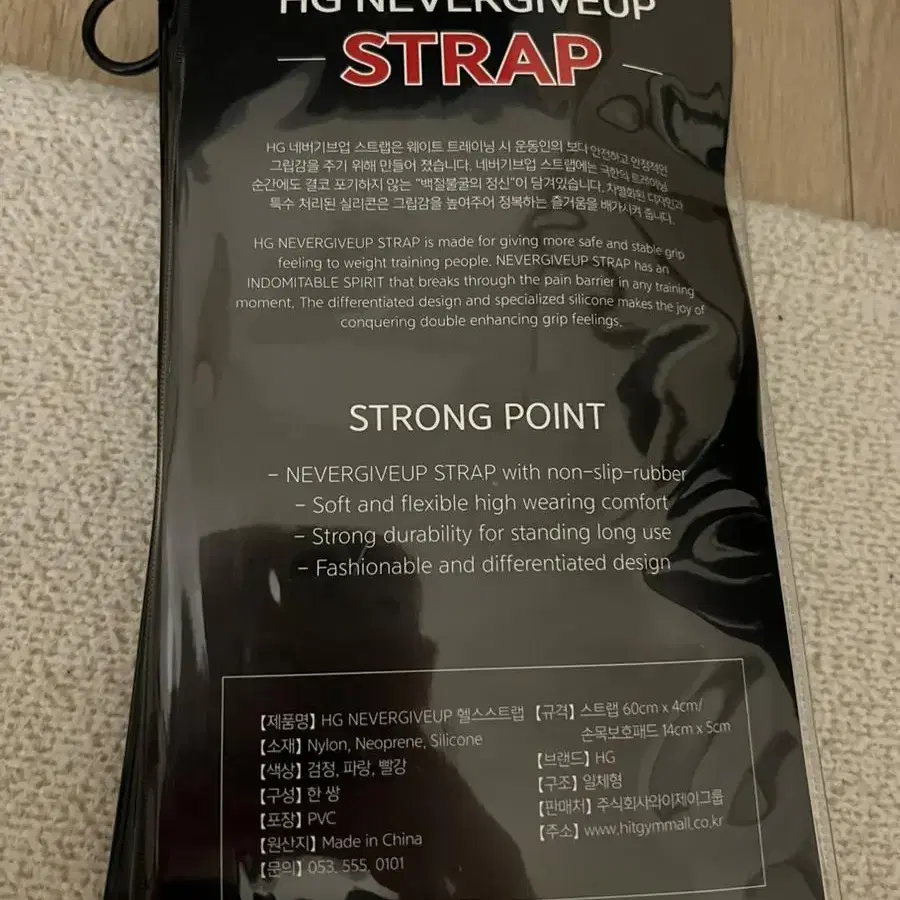 HG NEVERGIVEUP
STRAP
HG 네버기브업 스트랩은 웨이트 트레이닝 시 운동인의 보다 안전하고 안정적인
그립감을 주기 위해 만들어 졌습니다. 네버기브업 스트랩에는 극한의 트레이닝
순간에도 결코 포기하지 않는 "백절불굴의 정신"이 담겨있습니다. 차별화된 디자인과
특수 처리된 실리콘은 그립감을 높여주어 정복하는 즐거움을 배가시켜 줍니다.
HG NEVERGIVEUP STRAP is made for giving more safe and stable grip
feeling to weight training people. NEVERGIVEUP STRAP has an
INDOMITABLE SPIRIT that breaks through the pain barrier in any training
moment. The differentiated design and specialized silicone makes the joy of
conquering double enhancing grip feelings.
STRONG POINT
- NEVERGIVEUP STRAP with non-slip-rubber
- Soft and flexible high wearing comfort
- Strong durability for standing long use
- Fashionable and differentiated design
【제품명】 HG NEVERGIVEUP 헬스스트랩
【소재】 Nylon, Neoprene, Silicone
【색상】 검정, 파랑, 빨강
【구성】 한 쌍
【포장】 PVC
【원산지】 Made in China
【문의】 053. 555. 0101
【규격】 스트랩 60cm x 4cm/
손목보호패드 14cm x 5cm
【브랜드】 HG
【구조】 일체형
【판매처】 주식회사와이제이그룹
【주소】 www.hitgymmall.co.kr